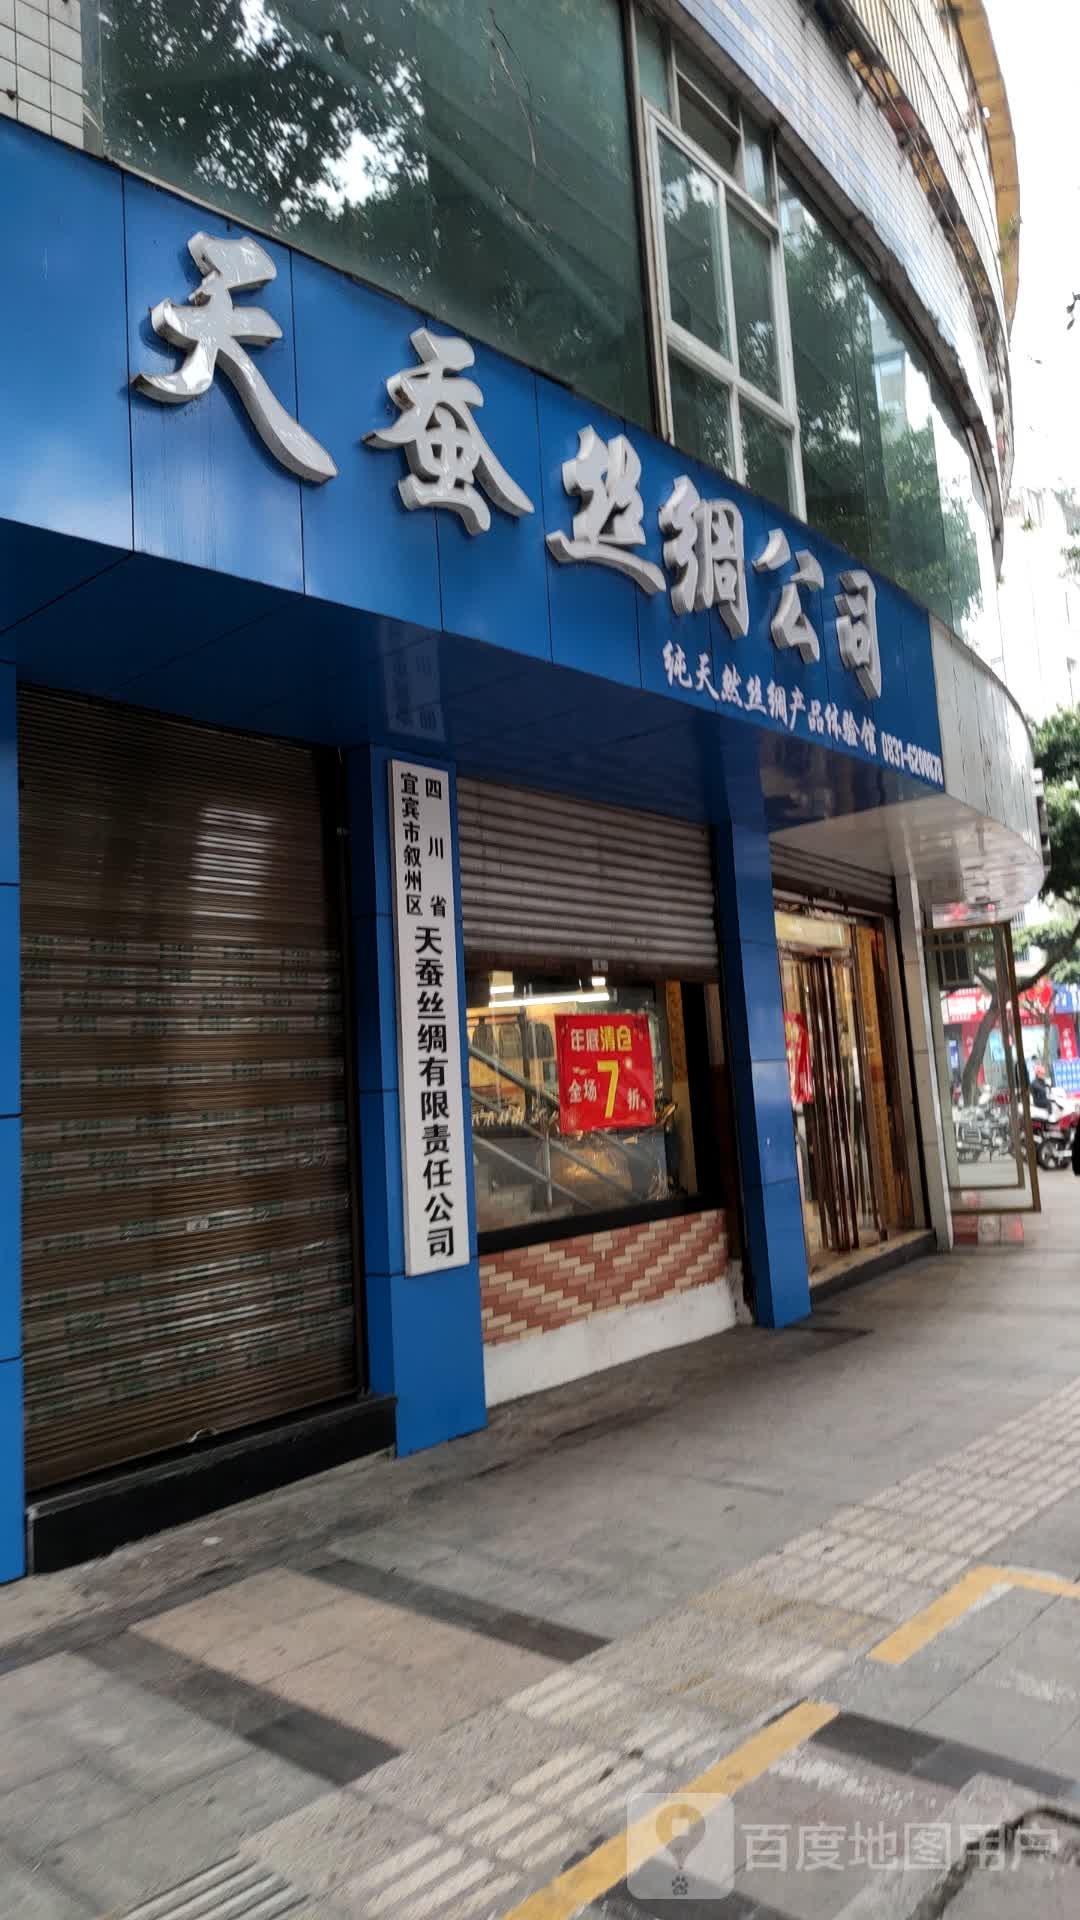 天蚕丝绸公司
纯天然丝绸产品体验馆 0831-6200878
四川省
宜宾市叙州区
天蚕丝绸有限责任公司
年底清仓
全场7折
百度地图用户